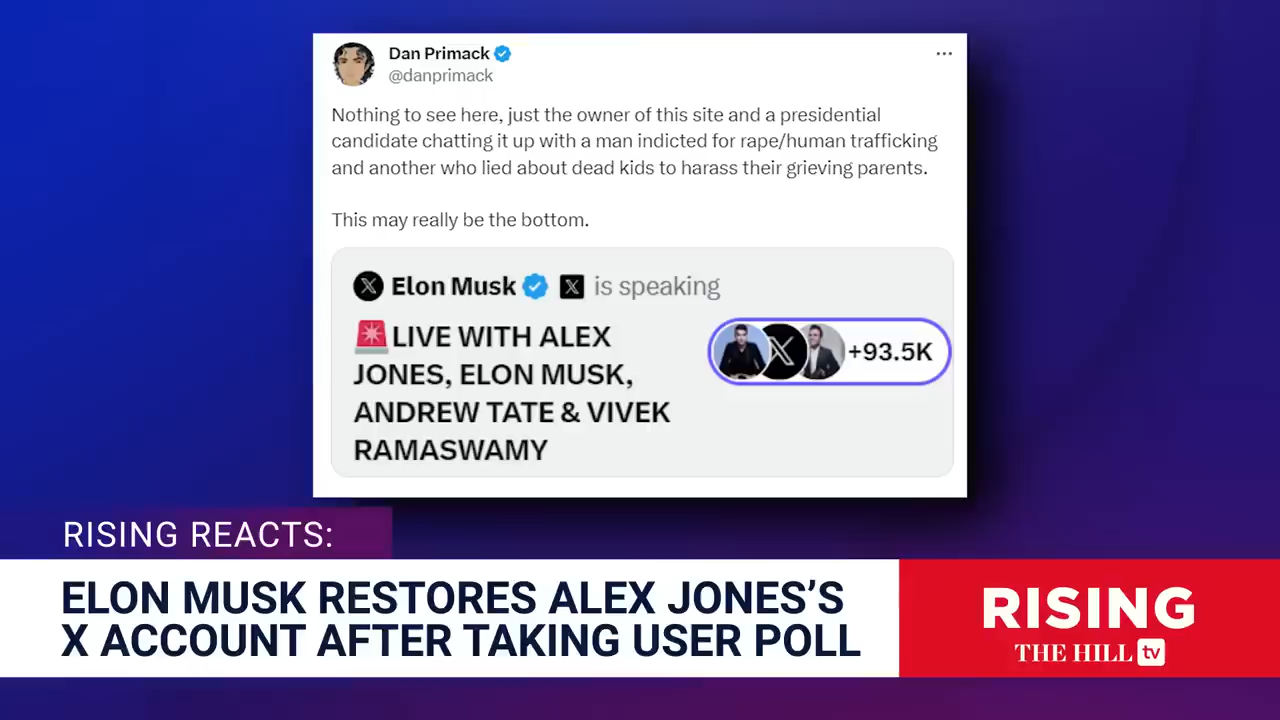 Dan Primack
@danprimack
Nothing to see here, just the owner of this site and a presidential
candidate chatting it up with a man indicted for rape/human trafficking
and another who lied about dead kids to harass their grieving parents.
This may really be the bottom.
Elon Musk is speaking
🚨LIVE WITH ALEX
JONES, ELON MUSK,
ANDREW TATE & VIVEK
RAMASWAMY
+93.5K
RISING REACTS:
ELON MUSK RESTORES ALEX JONES'S
X ACCOUNT AFTER TAKING USER POLL
RISING
THE HILL tv